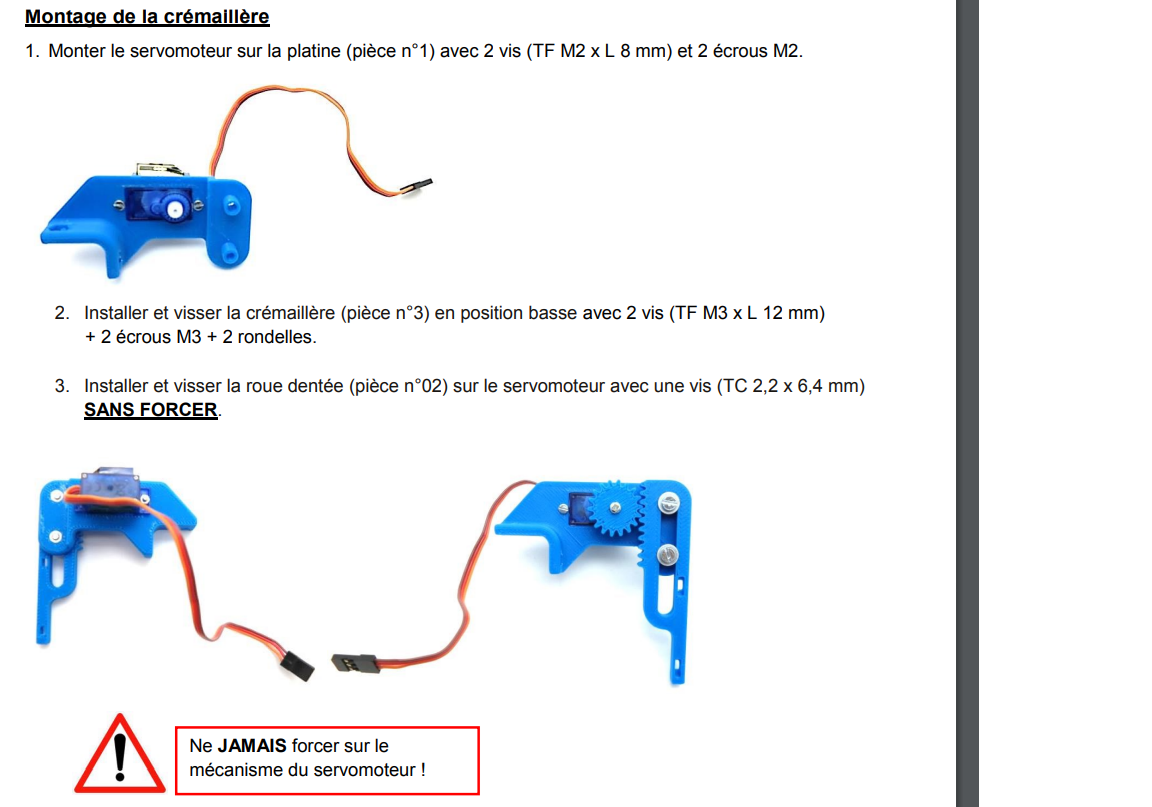 Montage de la crémaillère
1. Monter le servomoteur sur la platine (pièce n°1) avec 2 vis (TF M2 x L 8 mm) et 2 écrous M2.
2. Installer et visser la crémaillère (pièce n°3) en position basse avec 2 vis (TF M3 x L 12 mm)
+ 2 écrous M3 + 2 rondelles.
3. Installer et visser la roue dentée (pièce n°02) sur le servomoteur avec une vis (TC 2,2 x 6,4 mm)
SANS FORCER.
Ne JAMAIS forcer sur le
mécanisme du servomoteur !